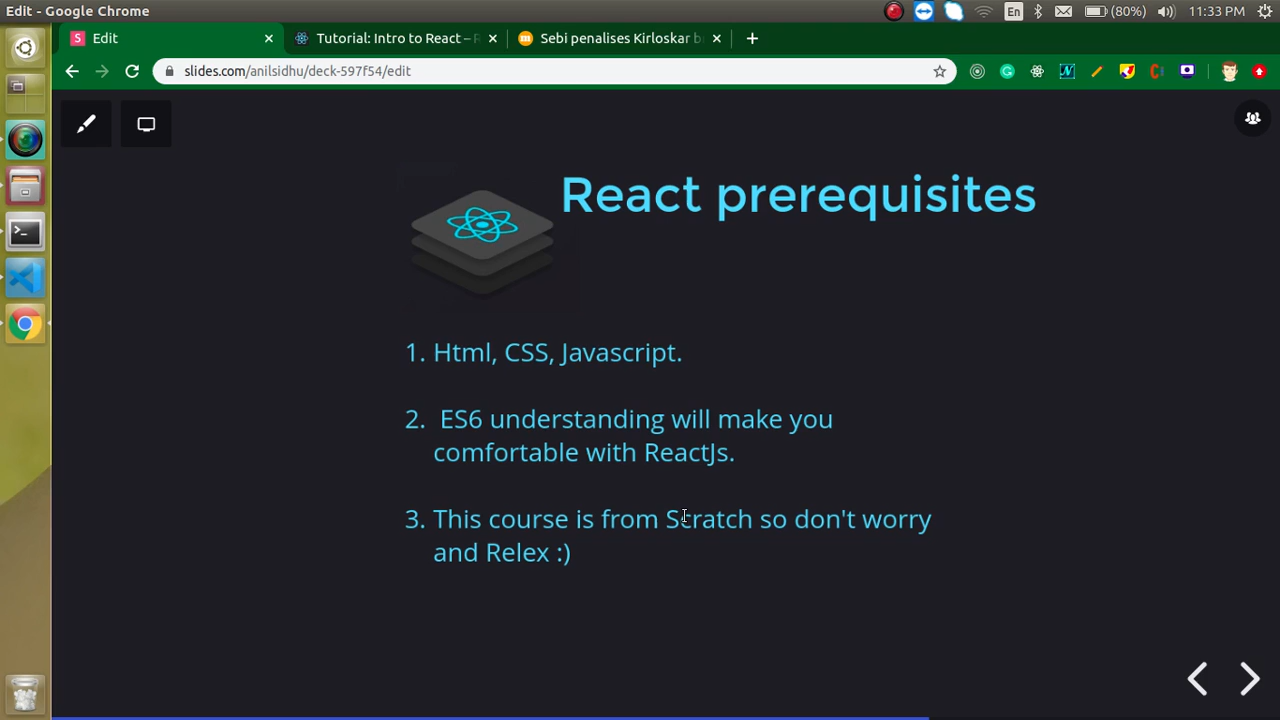 Edit - Google Chrome
En
(80%)
11:33 PM
S
Edit
Tutorial: Intro to React –
m
Sebi penalises Kirloskar
slides.com/anilsidhu/deck-597f54/edit
React prerequisites
1. Html, CSS, Javascript.
2. ES6 understanding will make you
comfortable with ReactJs.
3. This course is from Scratch so don't worry
and Relex :)